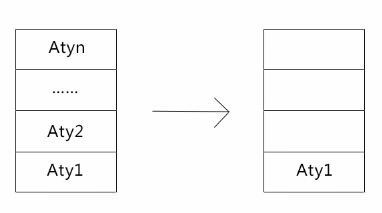 Atyn
......
Aty2
Aty1
Aty1